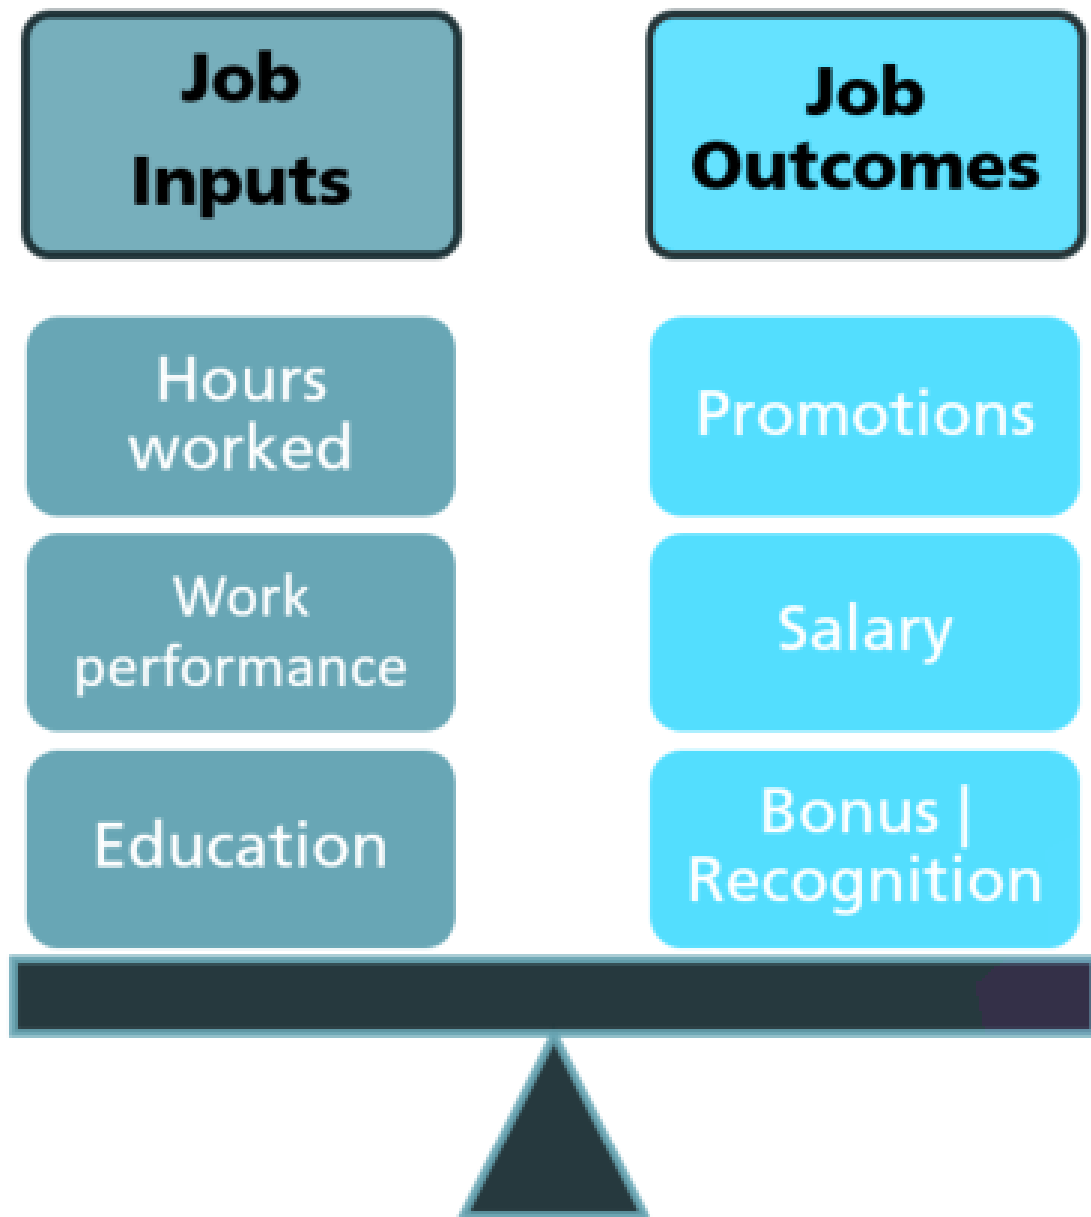 Job
Inputs
Job
Outcomes
Hours
worked
Promotions
Work
performance
Salary
Education
Bonus |
Recognition